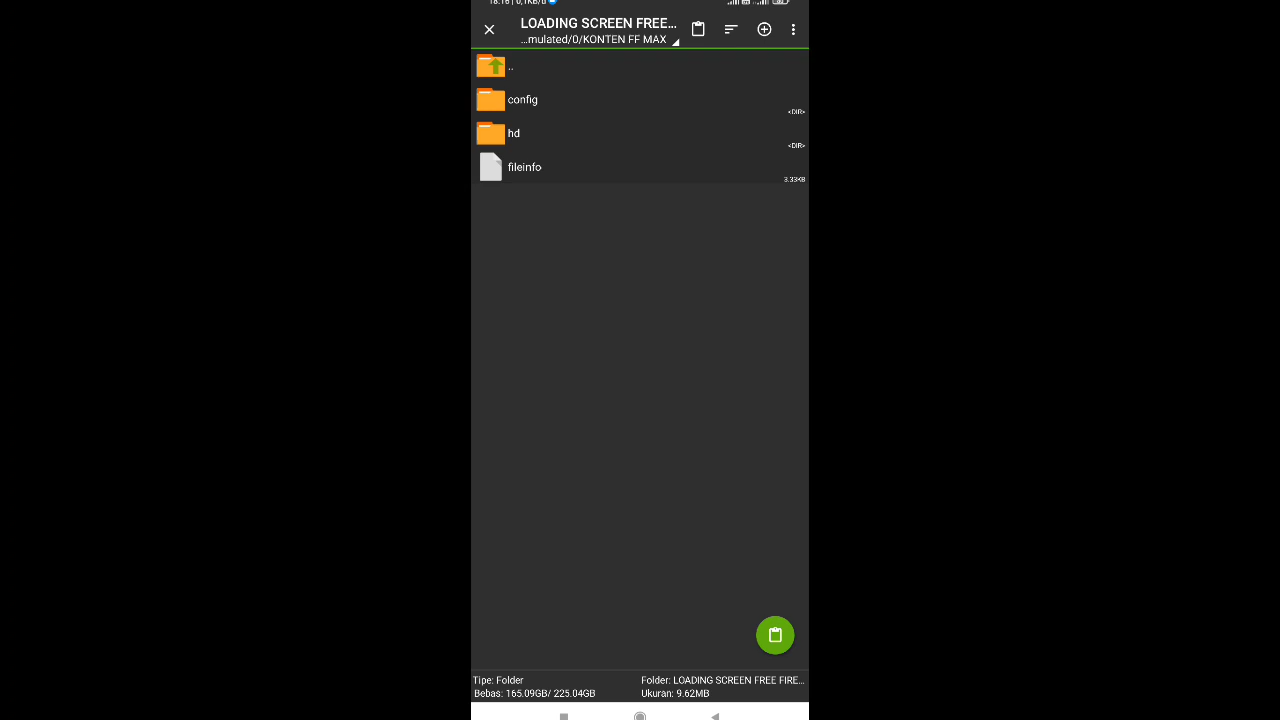 LOADING SCREEN FREE...
...mulated/0/KONTEN FF MAX
..
config
<DIR>
hd
<DIR>
fileinfo
3.33KB
Tipe: Folder
Folder: LOADING SCREEN FREE FIRE...
Bebas: 165.09GB/ 225.04GB
Ukuran: 9.62MB